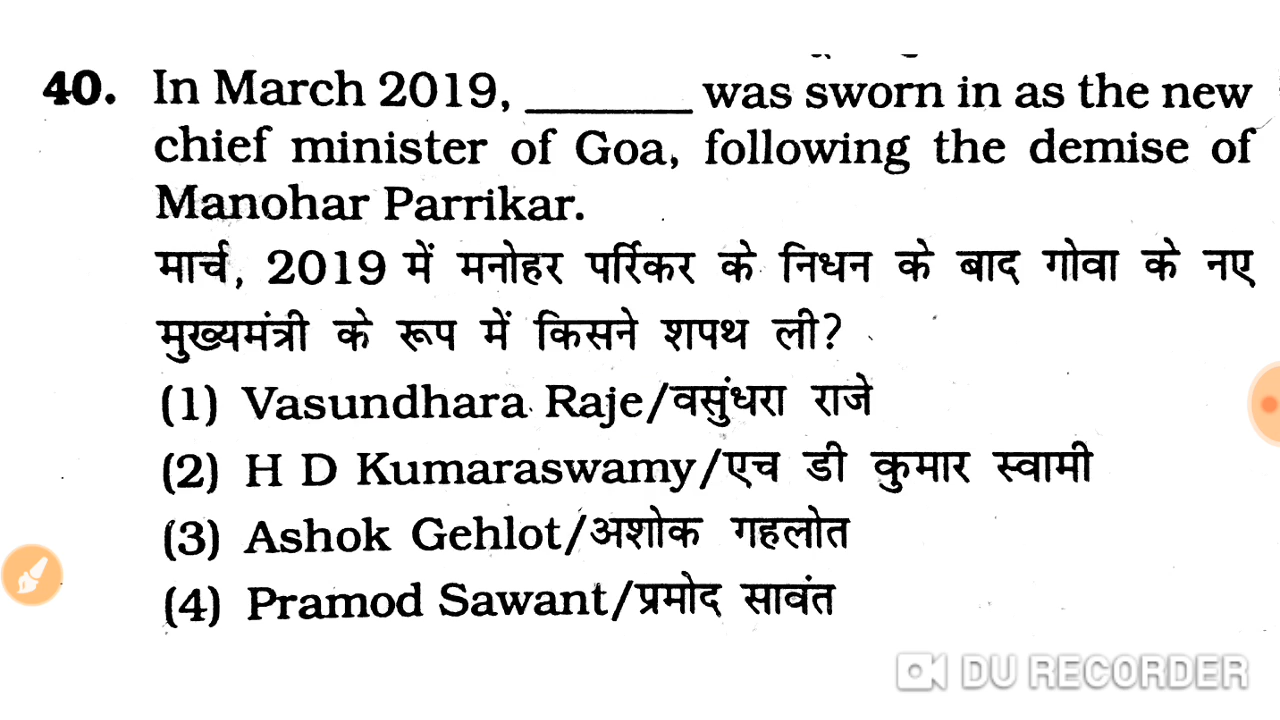 40. In March 2019, ______ was sworn in as the new
chief minister of Goa, following the demise of
Manohar Parrikar.
मार्च, 2019 में मनोहर पर्रिकर के निधन के बाद गोवा के नए
मुख्यमंत्री के रूप में किसने शपथ ली?
(1) Vasundhara Raje/वसुंधरा राजे
(2) H D Kumaraswamy/एच डी कुमार स्वामी
(3) Ashok Gehlot/अशोक गहलोत
(4) Pramod Sawant/प्रमोद सावंत
DU RECORDER